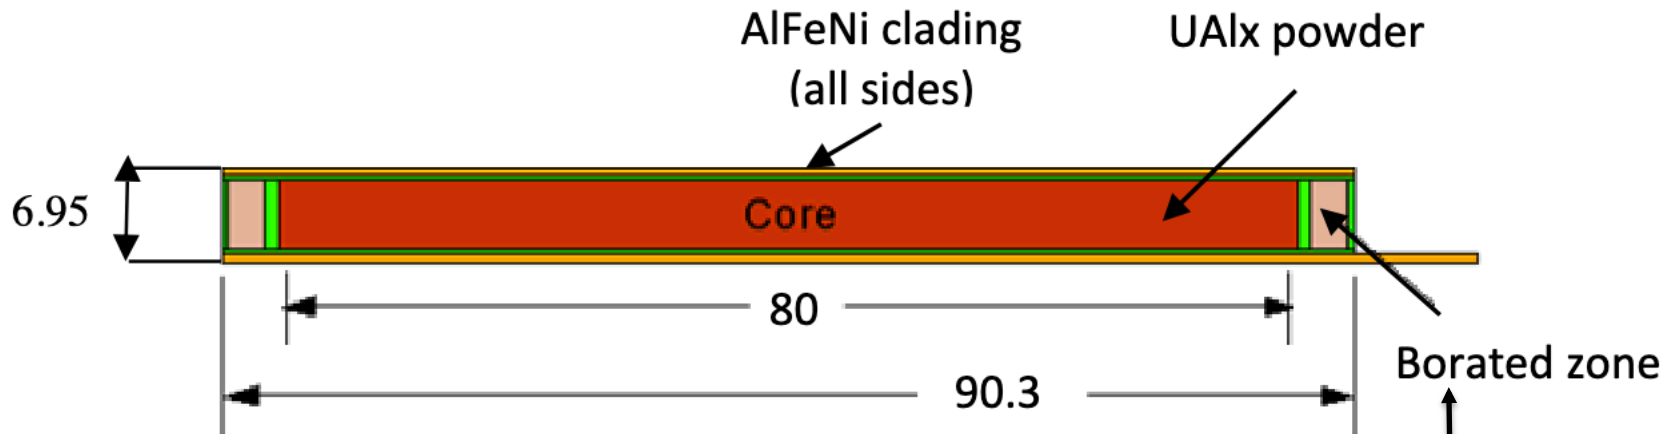 AlFeNi clading
(all sides)
UAlx powder
6.95
Core
80
90.3
Borated zone